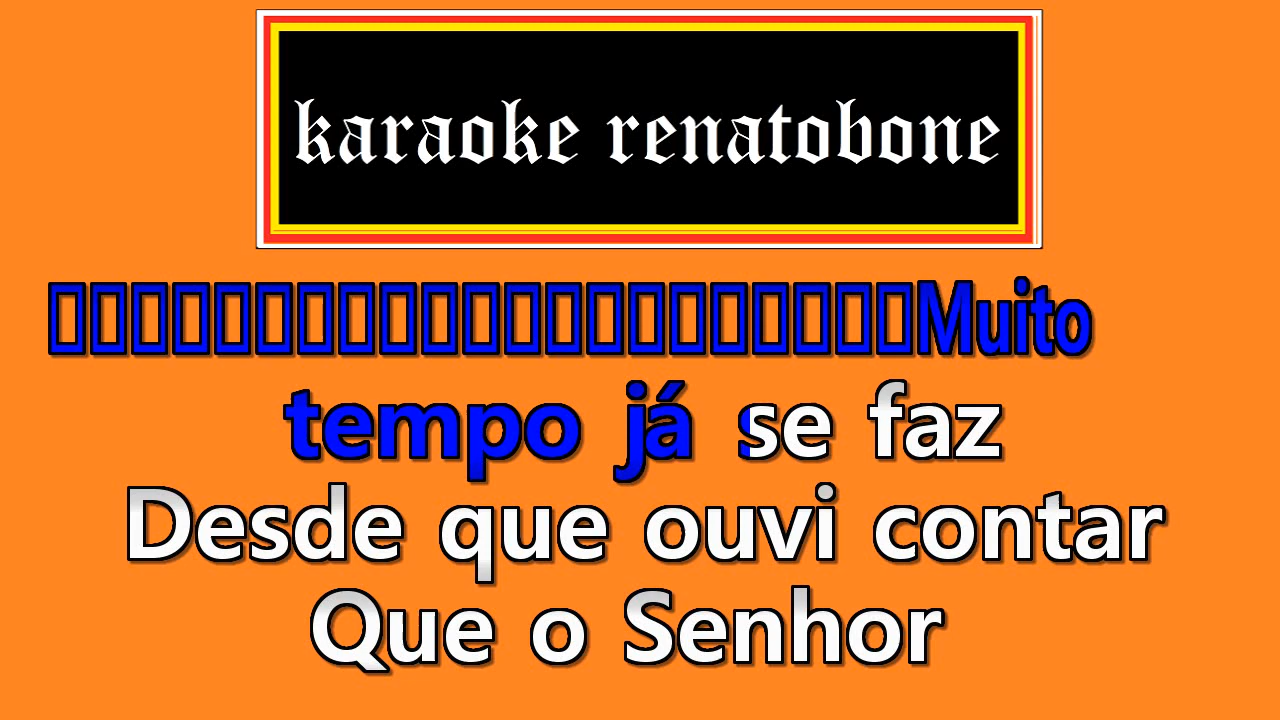 karaoke renatobone
▯▯▯▯▯▯▯▯▯▯▯▯▯▯▯▯▯▯▯▯▯Muito
tempo já se faz
Desde que ouvi contar
Que o Senhor